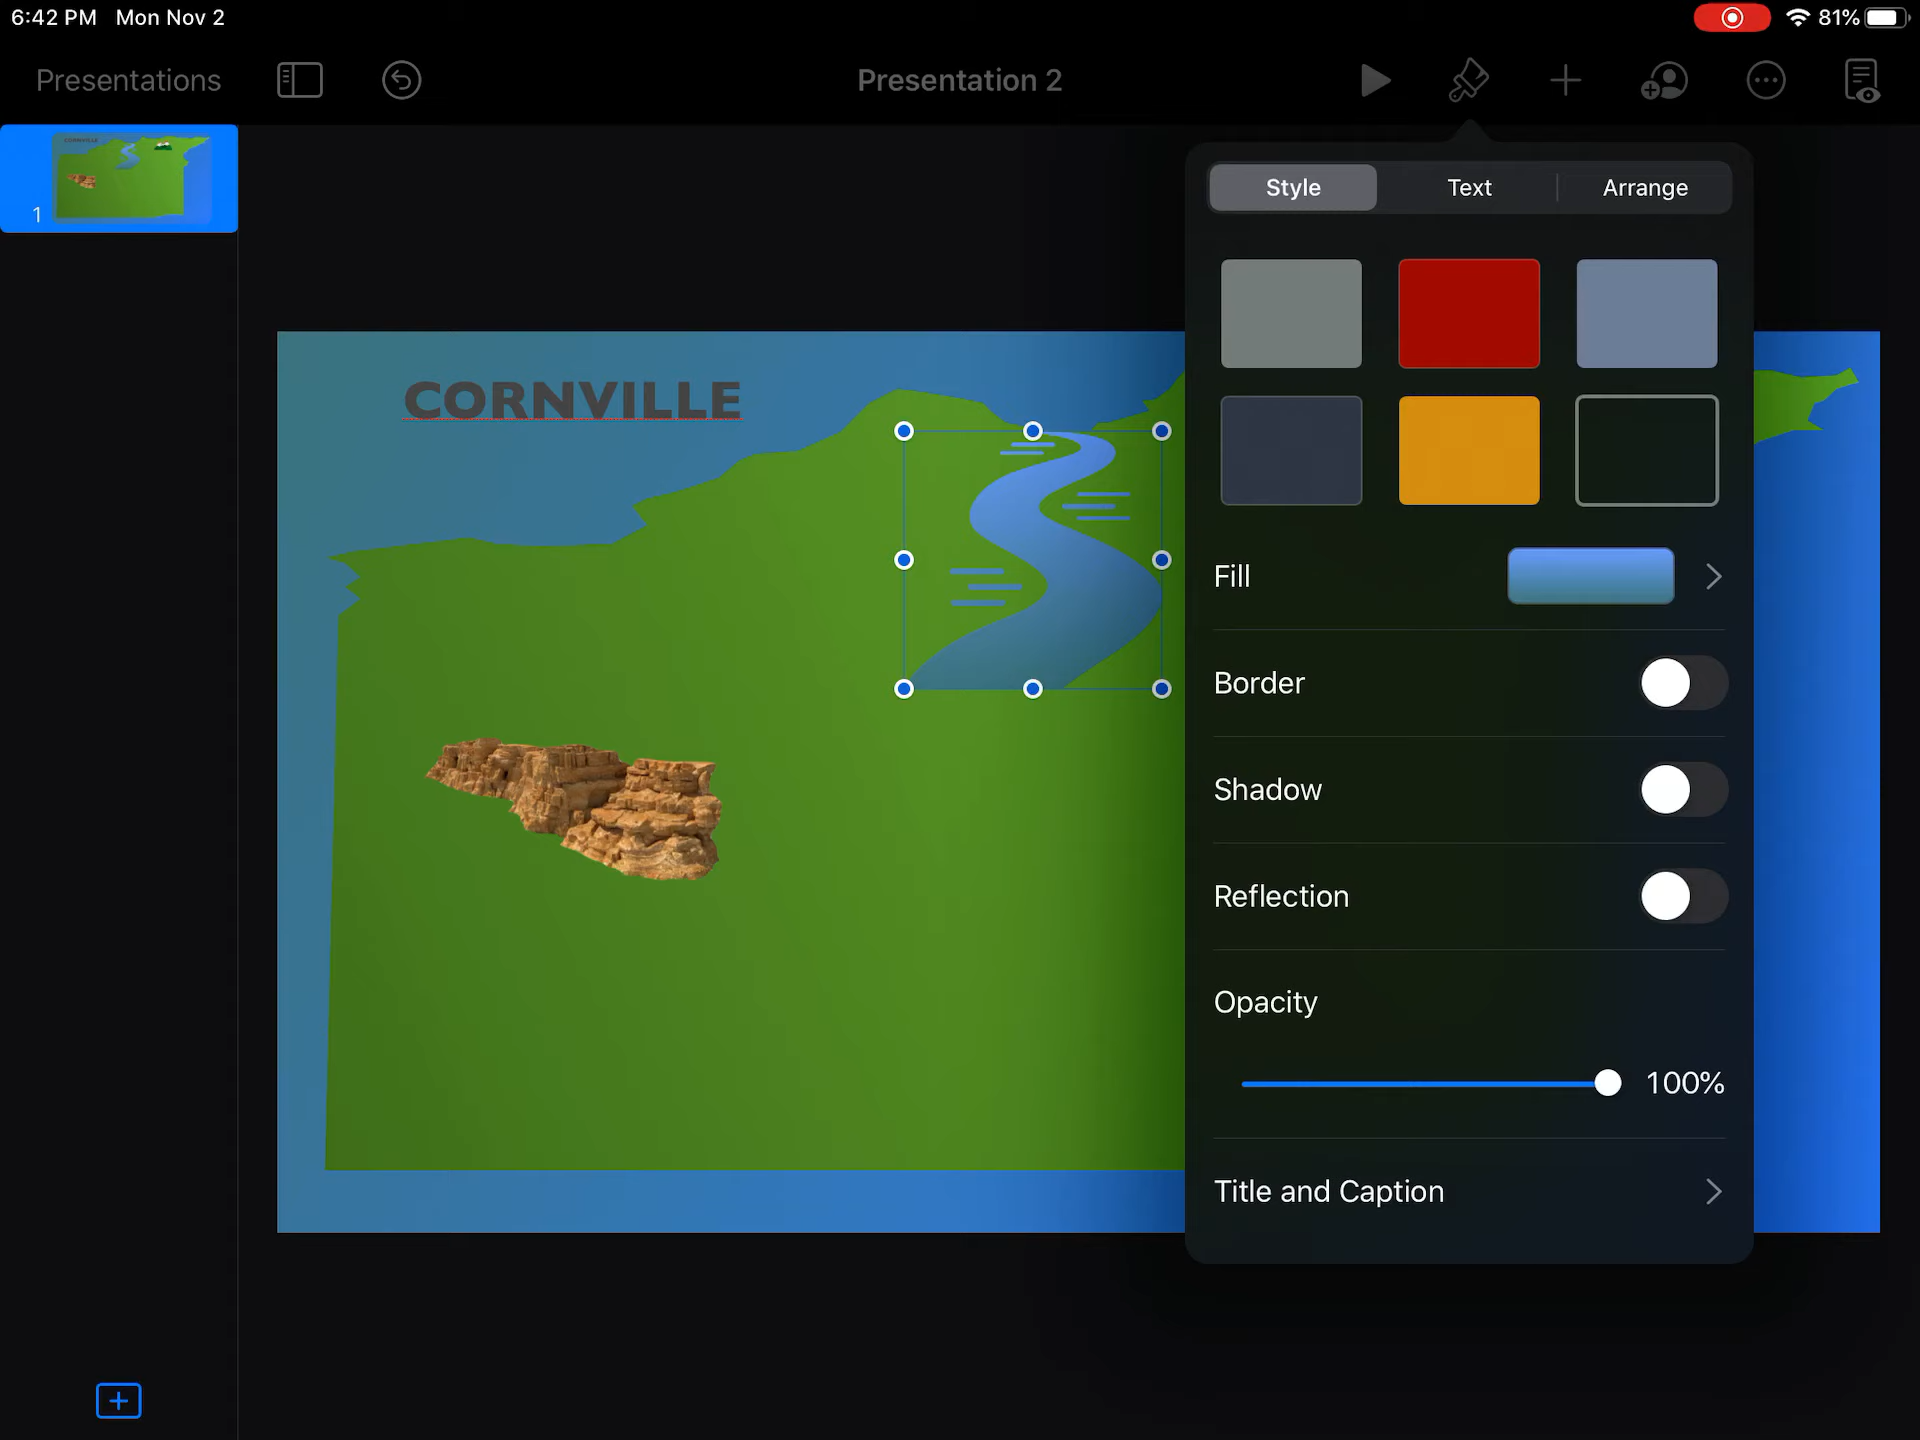 6:42 PM Mon Nov 2
81%
Presentations
Presentation 2
1
Style
Text
Arrange
CORNVILLE
Fill
Border
Shadow
Reflection
Opacity
100%
Title and Caption